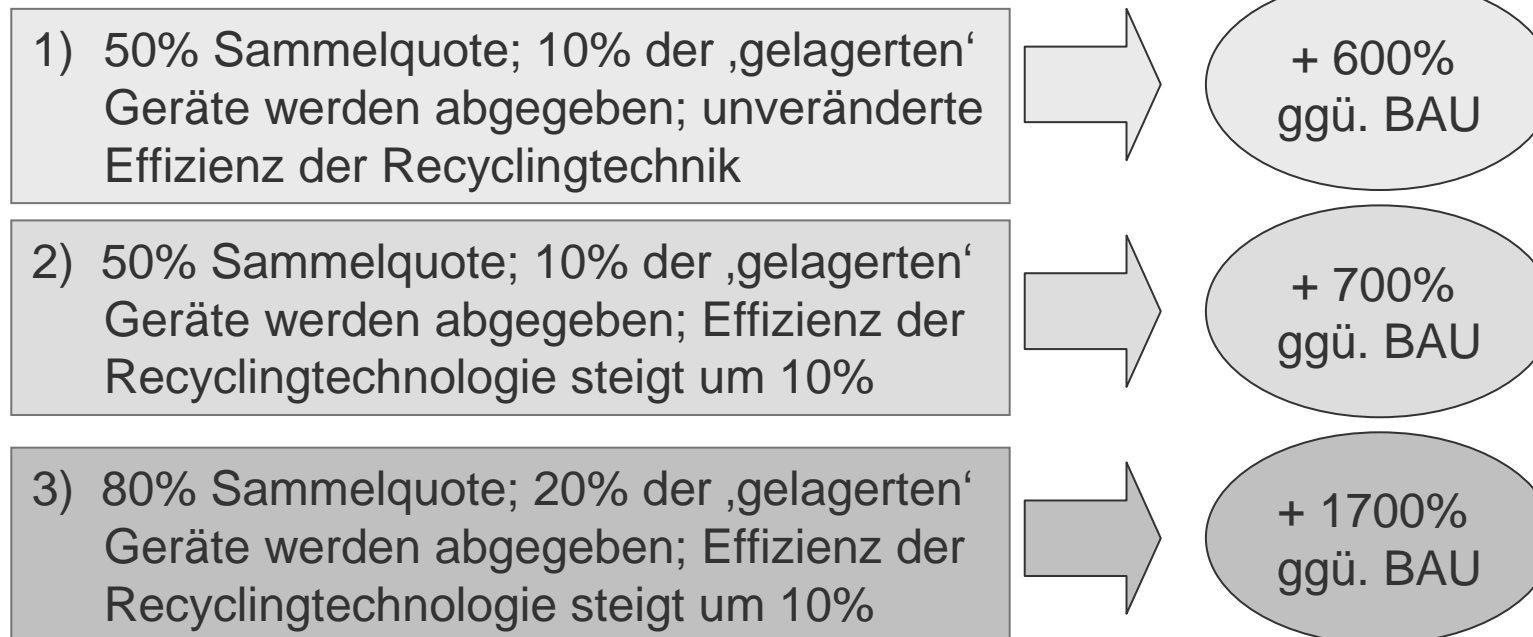 1) 50% Sammelquote; 10% der ‚gelagerten‘
Geräte werden abgegeben; unveränderte
Effizienz der Recyclingtechnik
+ 600%
ggü. BAU
2) 50% Sammelquote; 10% der ‚gelagerten‘
Geräte werden abgegeben; Effizienz der
Recyclingtechnologie steigt um 10%
+ 700%
ggü. BAU
3) 80% Sammelquote; 20% der ‚gelagerten‘
Geräte werden abgegeben; Effizienz der
Recyclingtechnologie steigt um 10%
+ 1700%
ggü. BAU